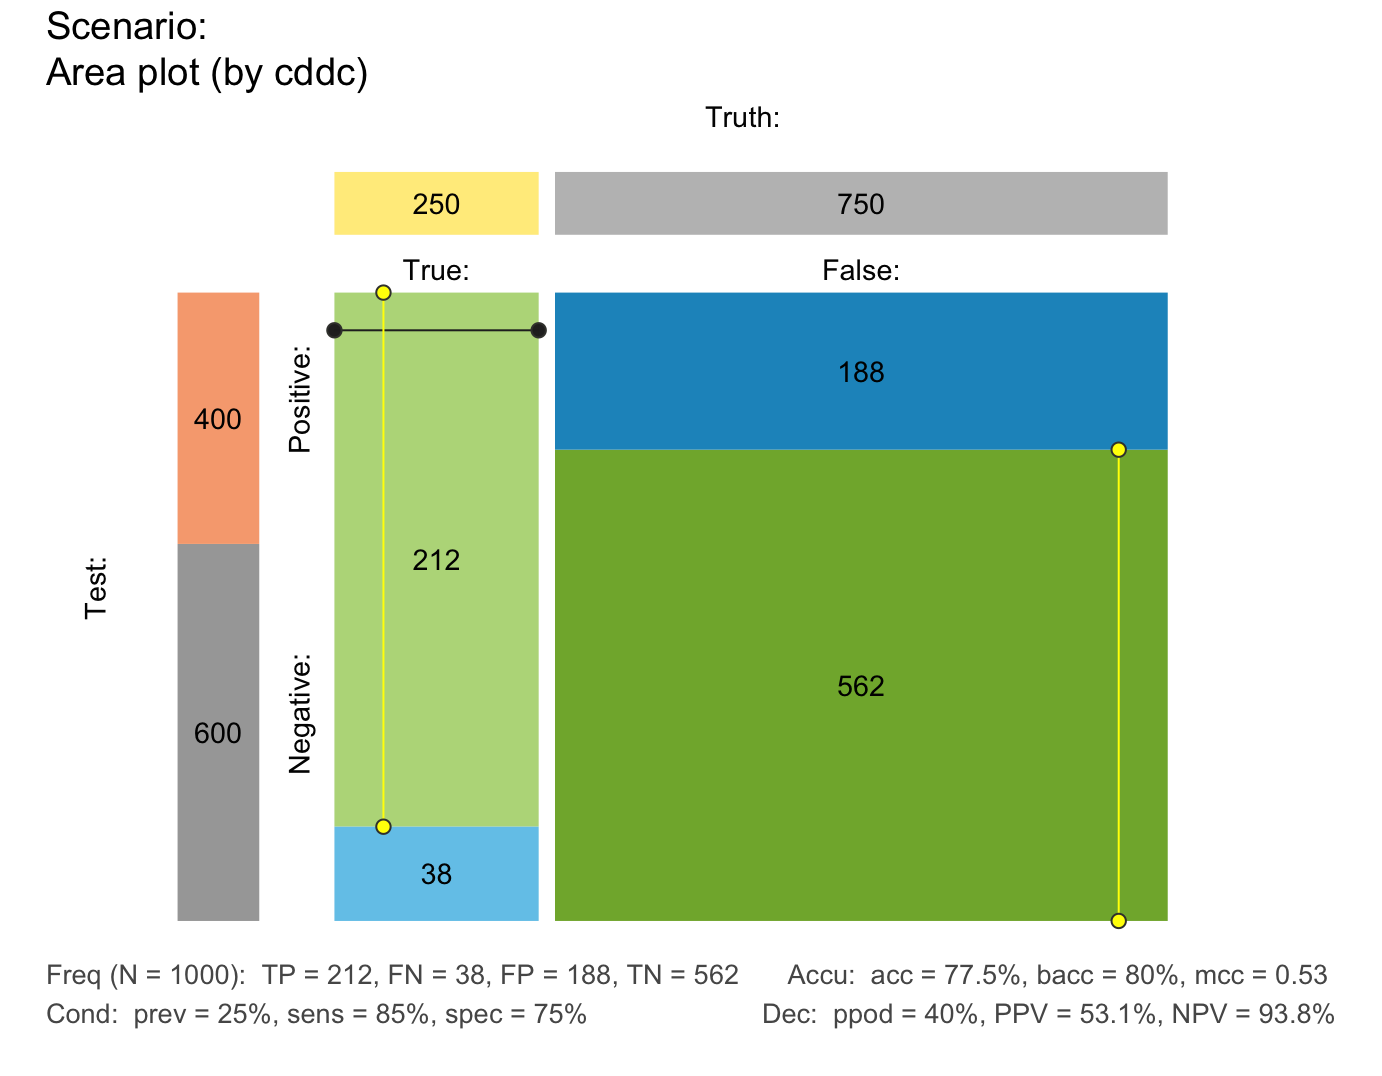 Scenario:
Area plot (by cddc)
Truth:
250
750
True:
False:
Test:
400
600
Positive:
Negative:
212
38
188
562
Freq (N = 1000):  TP = 212, FN = 38, FP = 188, TN = 562
Accu:  acc = 77.5%, bacc = 80%, mcc = 0.53
Cond:  prev = 25%, sens = 85%, spec = 75%
Dec:  ppod = 40%, PPV = 53.1%, NPV = 93.8%